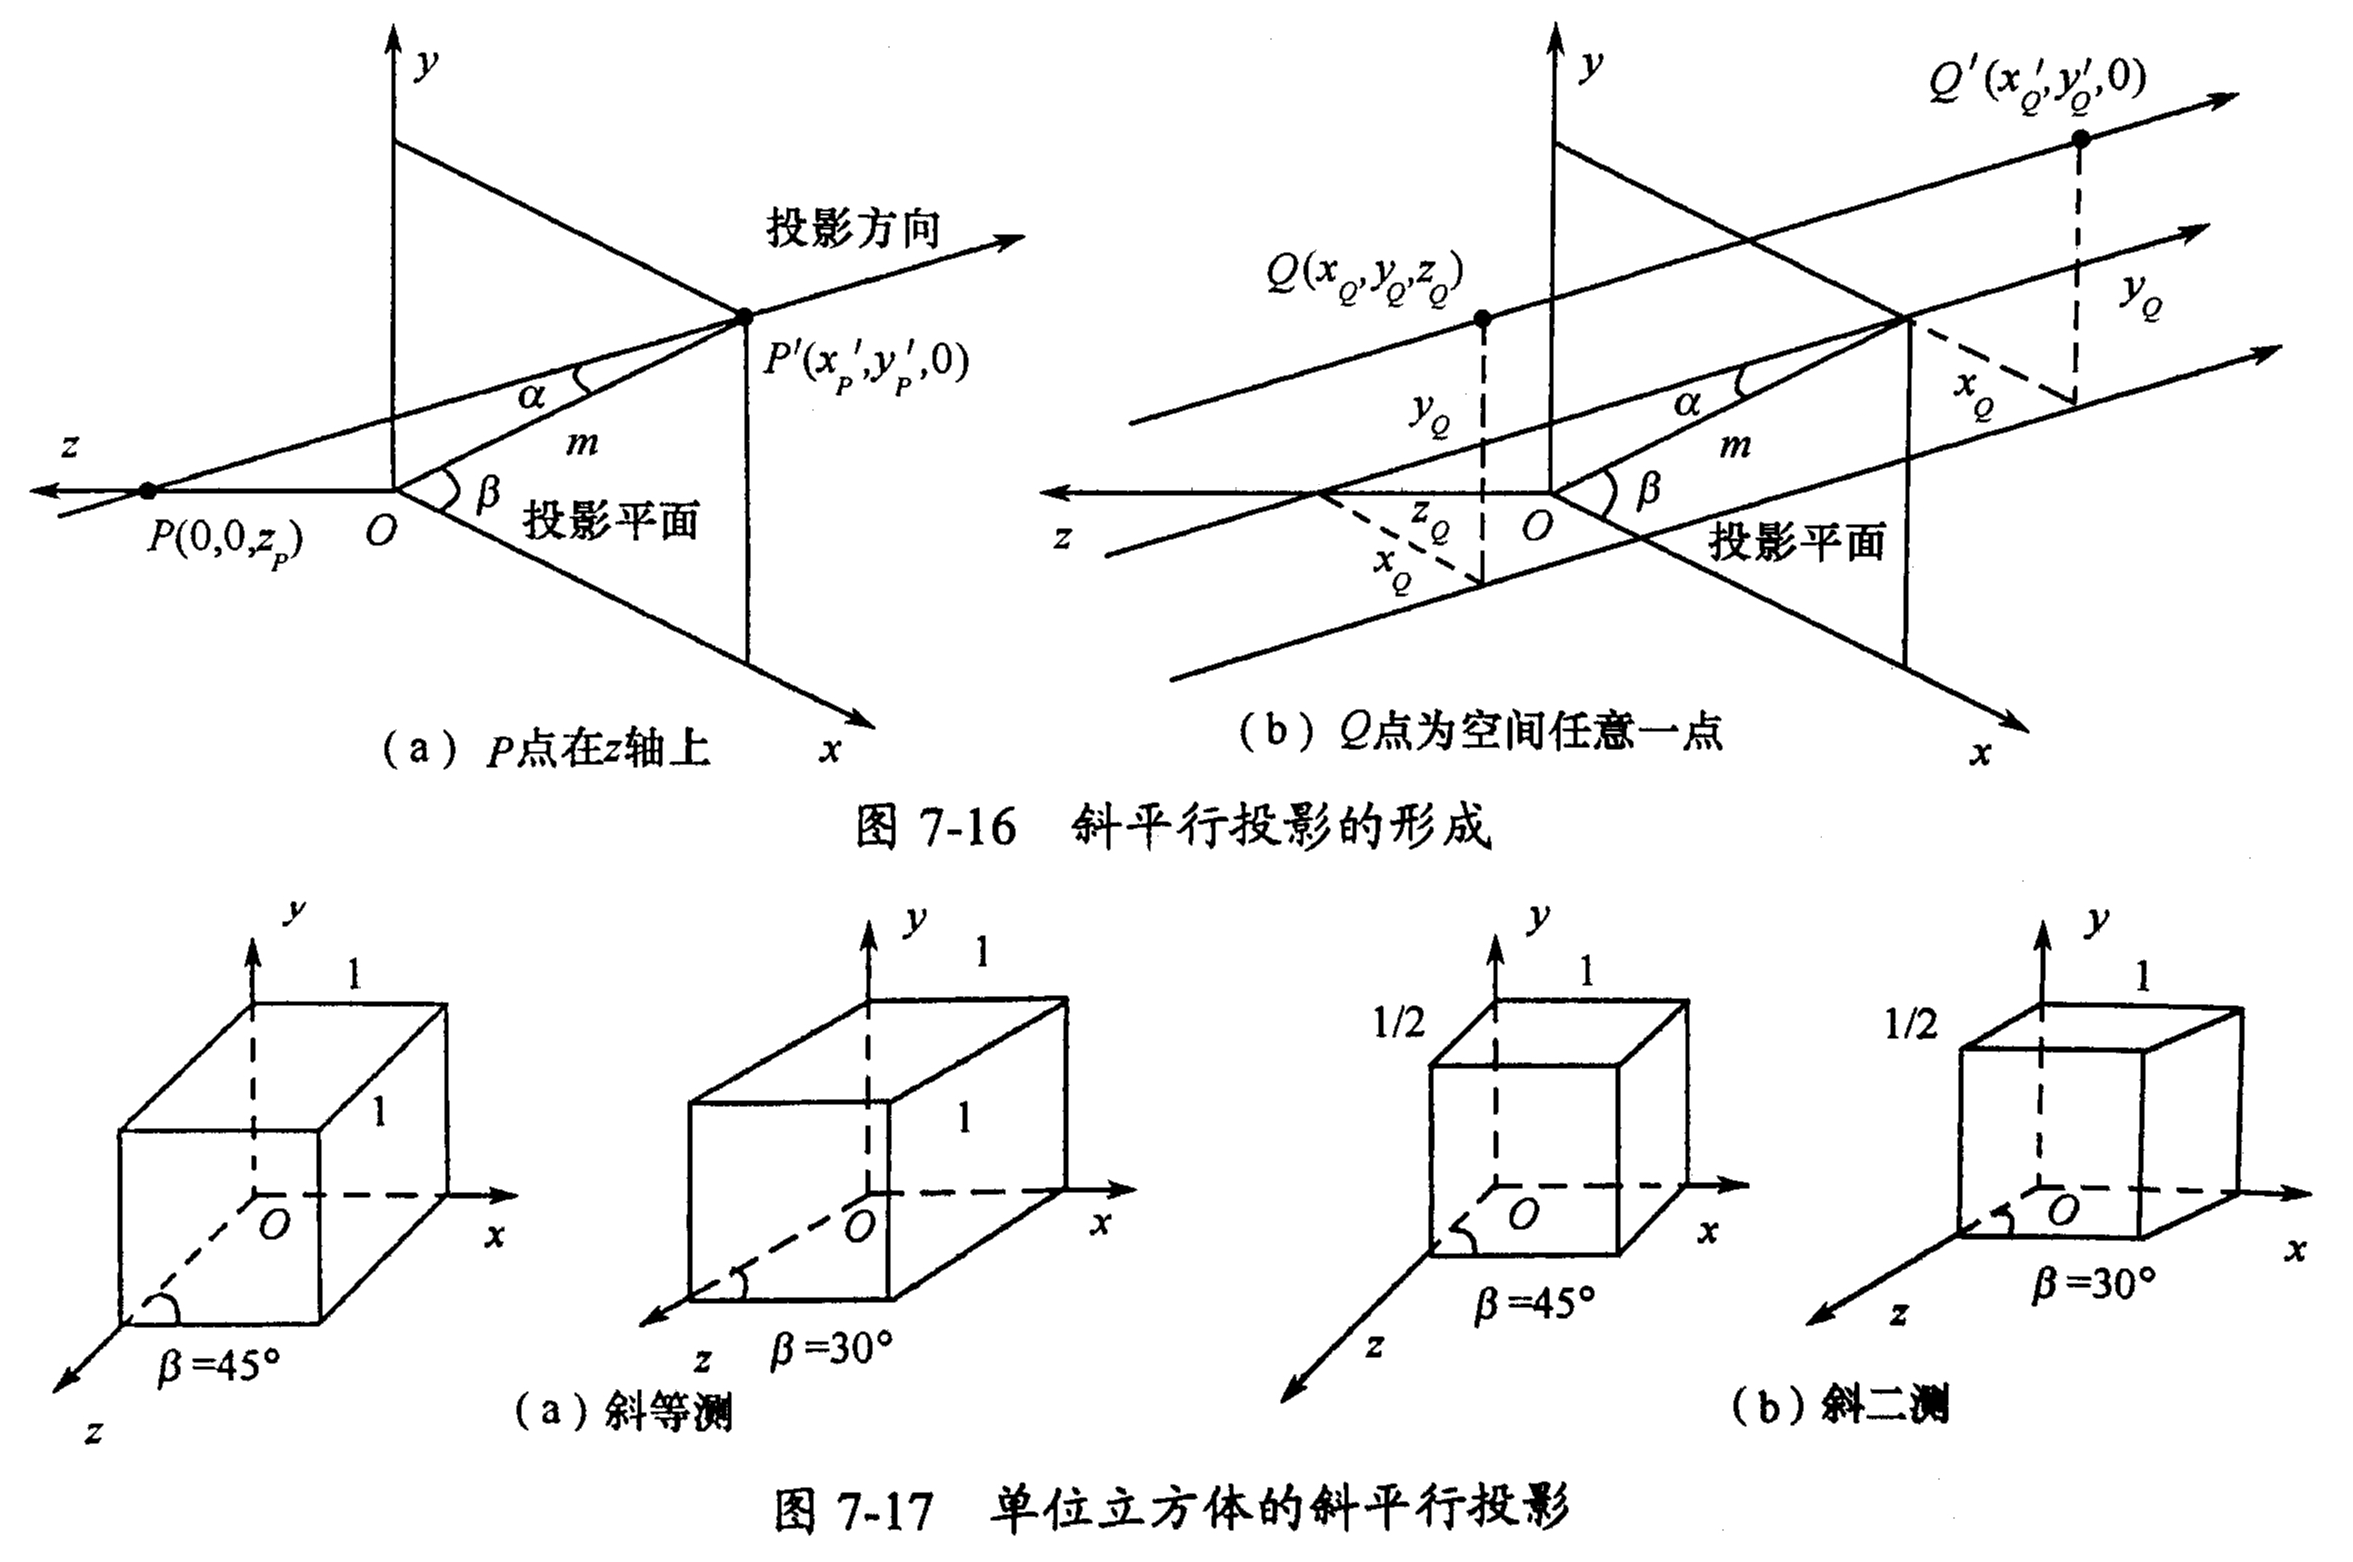 y
投影方向
P'(x_P',y_P',0)
α
m
z
β
投影平面
P(0,0,z_P)
O
x
(a) P点在z轴上
y
Q'(x_Q',y_Q',0)
Q(x_Q,y_Q,z_Q)
y_Q
y_Q
α
x_Q
m
z_Q
β
z
O
投影平面
x_Q
x
(b) Q点为空间任意一点
图 7-16 斜平行投影的形成
y
1
1
O
x
β=45°
z
y
1
1
O
x
z
β=30°
(a) 斜等测
y
1
1/2
O
x
β=45°
z
y
1
1/2
O
x
β=30°
z
(b) 斜二测
图 7-17 单位立方体的斜平行投影